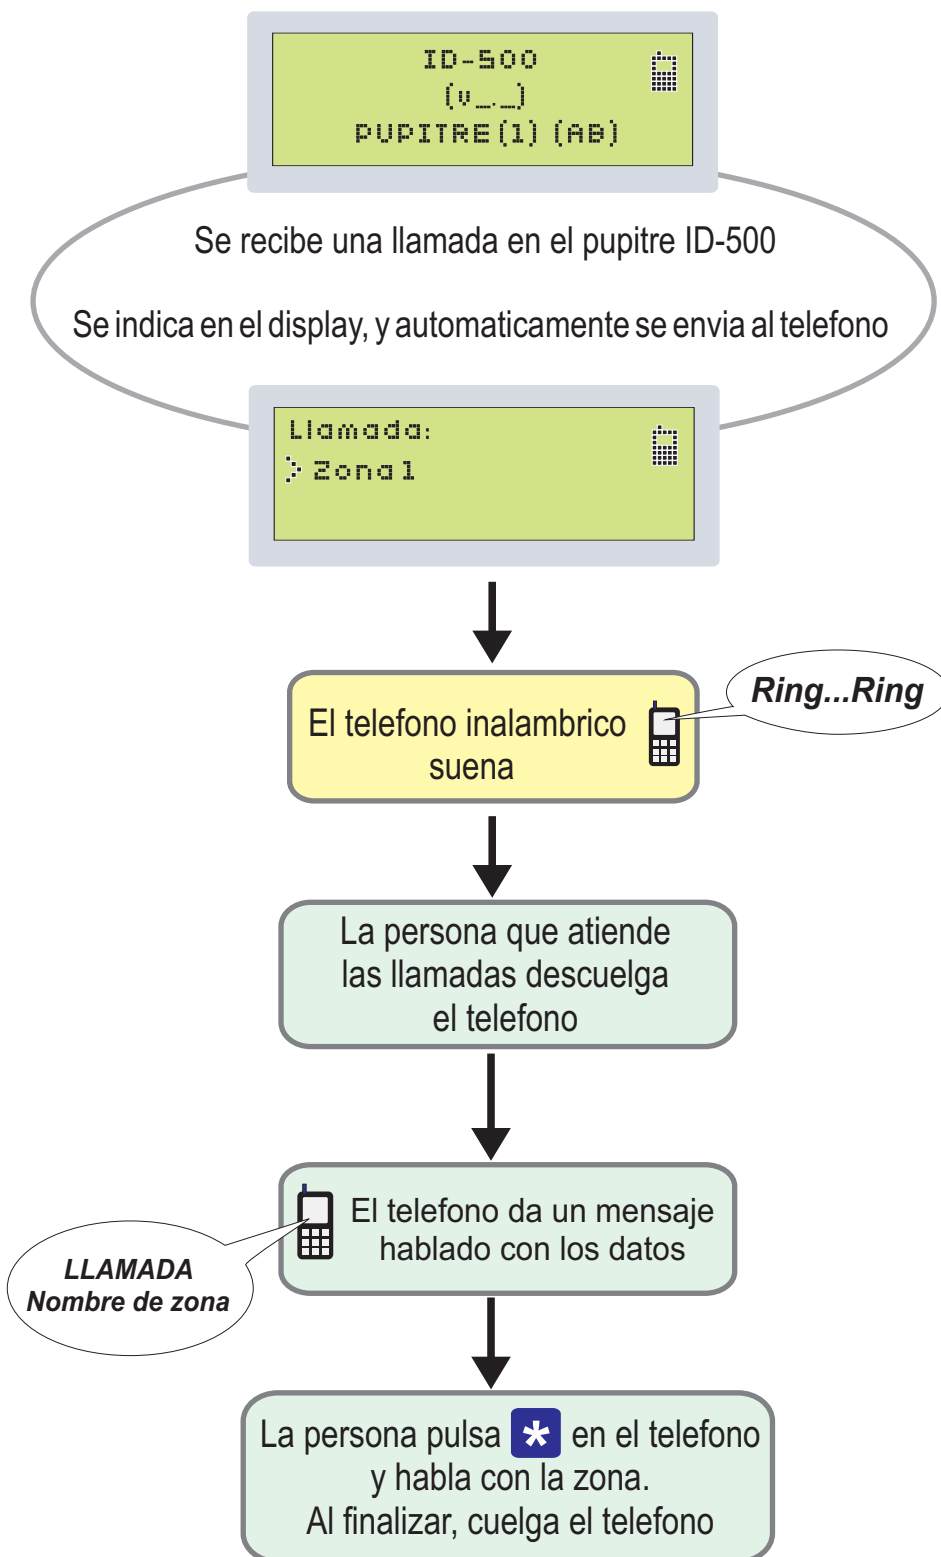 ID-500
(v_._)
PUPITRE(1) (AB)
Se recibe una llamada en el pupitre ID-500
Se indica en el display, y automaticamente se envia al telefono
Llamada:
Zona1
El telefono inalambrico
suena
Ring...Ring
La persona que atiende
las llamadas descuelga
el telefono
El telefono da un mensaje
hablado con los datos
LLAMADA
Nombre de zona
La persona pulsa * en el telefono
y habla con la zona.
Al finalizar, cuelga el telefono